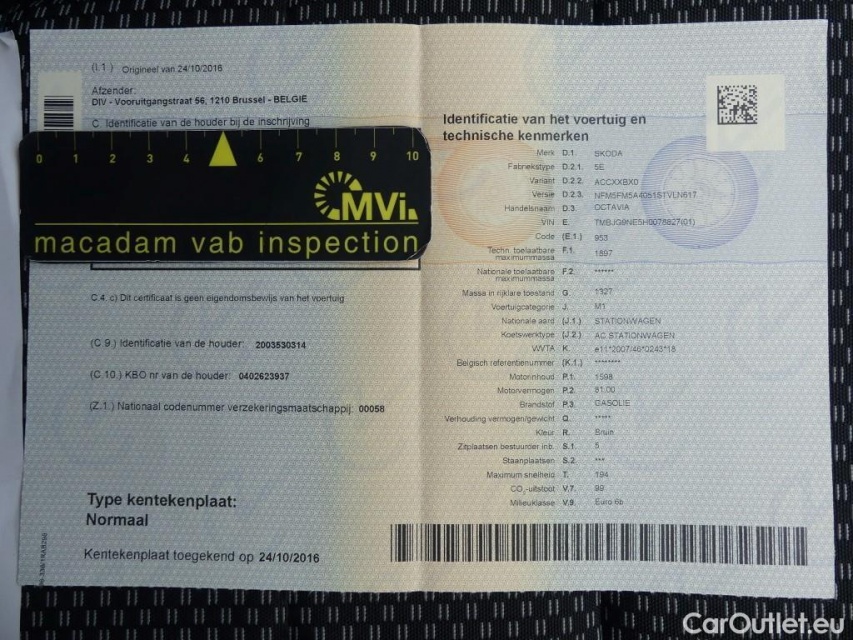 (I.1) Origineel van 24/10/2016
Afzender:
DIV - Vooruitgangstraat 56, 1210 Brussel - BELGIE
C. Identificatie van de houder bij de inschrijving
0 1 2 3 4 6 7 8 9 10
MVi.
macadam vab inspection
C.4. c) Dit certificaat is geen eigendomsbewijs van het voertuig
(C.9.) Identificatie van de houder: 2003530314
(C.10.) KBO nr van de houder: 0402623937
(Z.1.) Nationaal codenummer verzekeringsmaatschappij: 00058
Type kentekenplaat:
Normaal
Kentekenplaat toegekend op 24/10/2016
Identificatie van het voertuig en
technische kenmerken
Merk D.1. SKODA
Fabriekstype D.2.1. 5E
Variant D.2.2. ACCXXBX0
Versie D.2.3.
Handelsnaam D.3. OCTAVIA
VIN E.
Code (E.1.) 953
Techn. toelaatbare maximummassa F.1. 1897
Nationale toelaatbare maximummassa F.2. ******
Massa in rijklare toestand G. 1327
Voertuigcategorie J. M1
Nationale aard (J.1.) STATIONWAGEN
Koetswerktype (J.2.) AC STATIONWAGEN
WVTA K. e11*2007/46*0243*18
Belgisch referentienummer (K.1.) ********
Motorinhoud P.1. 1598
Motorvermogen P.2. 81.00
Brandstof P.3. GASOLIE
Verhouding vermogen/gewicht Q. *****
Kleur R. Bruin
Zitplaatsen bestuurder inb. S.1. 5
Staanplaatsen S.2. ***
Maximum snelheid T. 194
CO₂-uitstoot V.7. 99
Milieuklasse V.9. Euro 6b
CarOutlet.eu